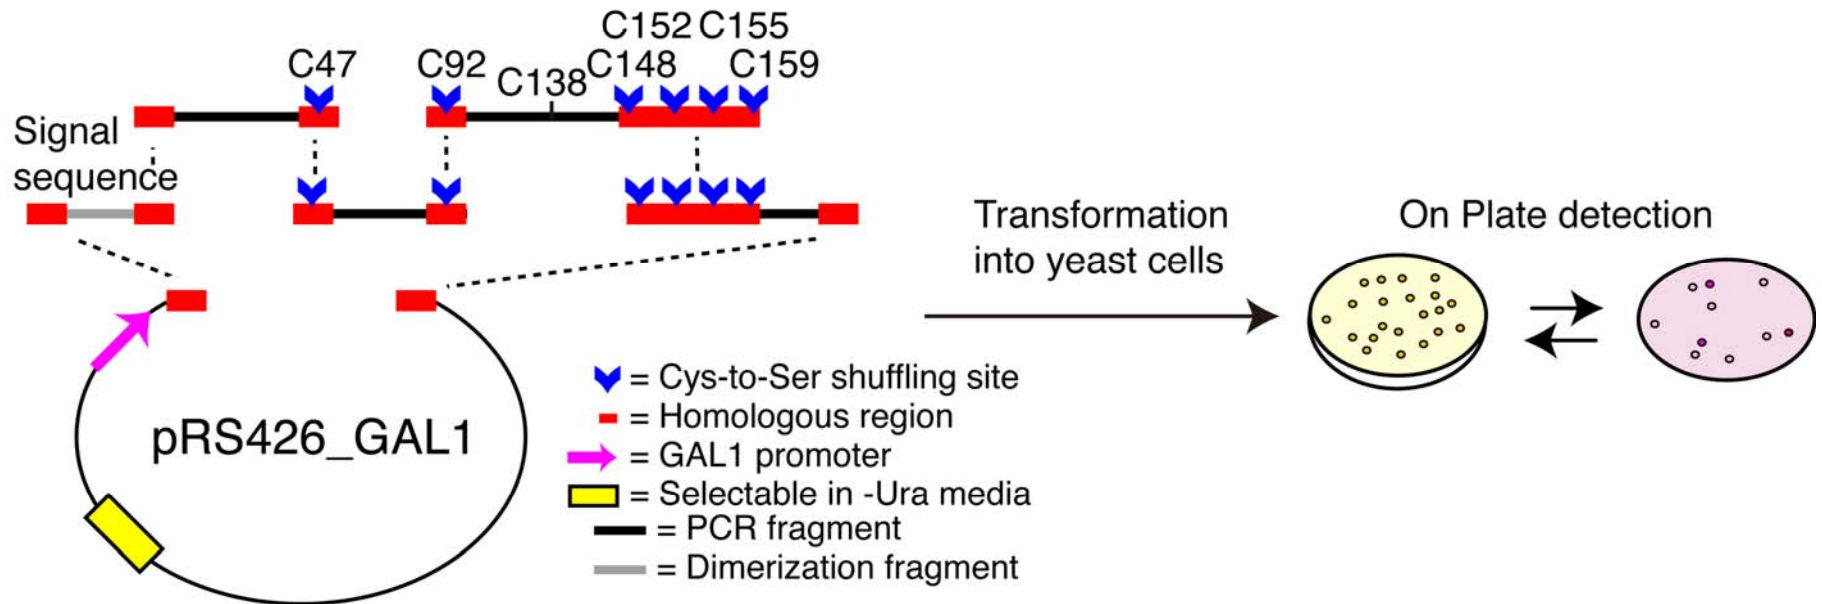 C152 C155
C47 C92 C138 C148 C159
Signal
sequence
Transformation
into yeast cells
On Plate detection
pRS426_GAL1
= Cys-to-Ser shuffling site
= Homologous region
= GAL1 promoter
= Selectable in -Ura media
= PCR fragment
= Dimerization fragment